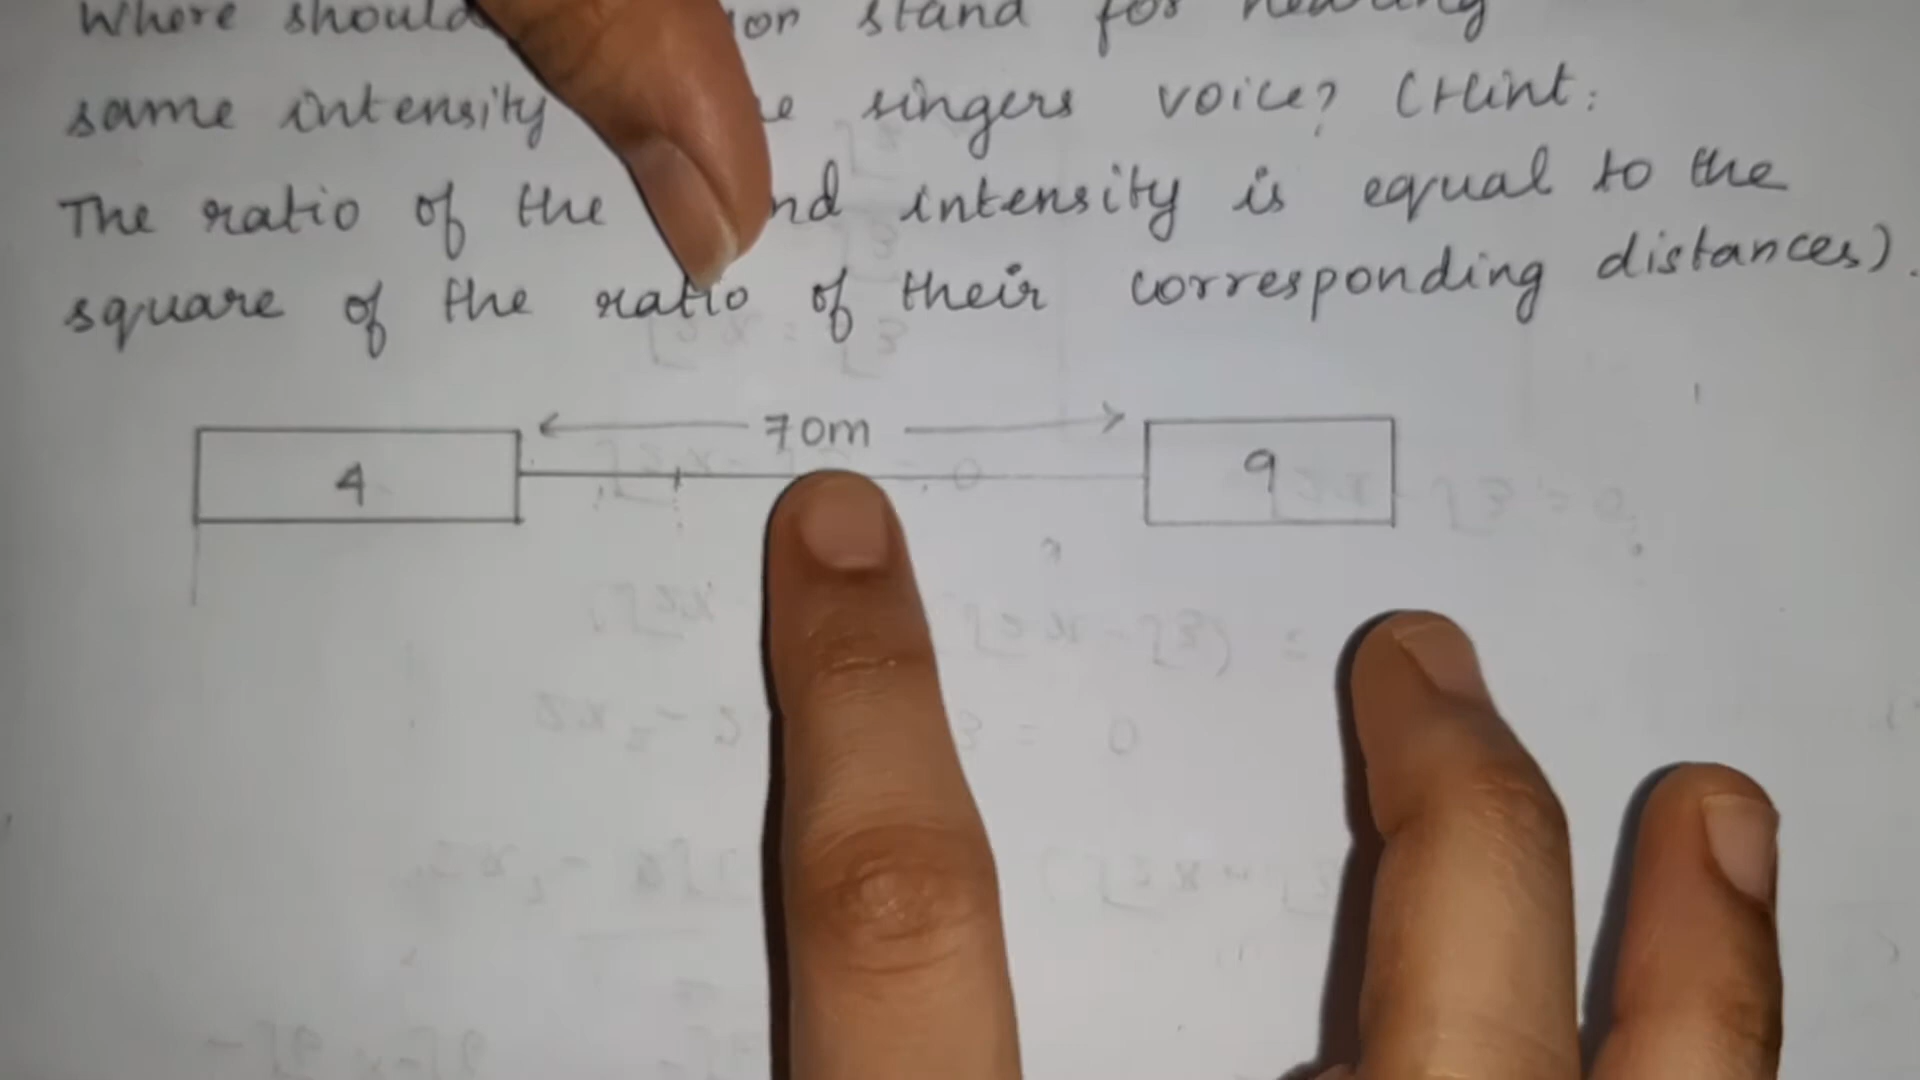 Where should stand for hearing
same intensity singers voice? (Hint:
The ratio of the intensity is equal to the
square of the ratio of their corresponding distances).
70m
4
9